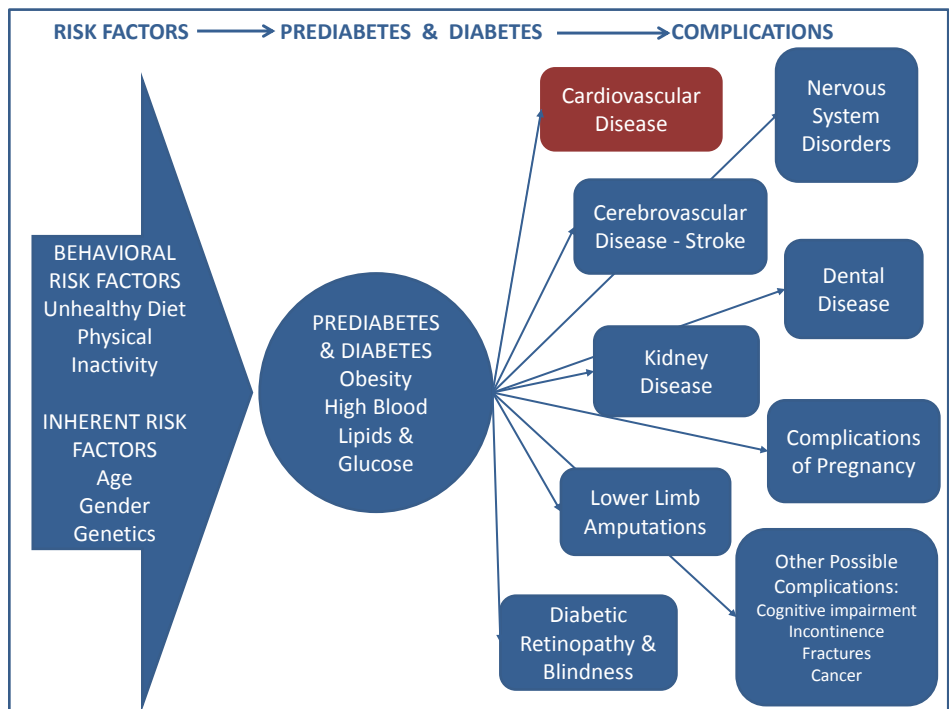 RISK FACTORS
PREDIABETES & DIABETES
COMPLICATIONS
BEHAVIORAL
RISK FACTORS
Unhealthy Diet
Physical
Inactivity
INHERENT RISK
FACTORS
Age
Gender
Genetics
PREDIABETES
& DIABETES
Obesity
High Blood
Lipids &
Glucose
Cardiovascular
Disease
Nervous
System
Disorders
Cerebrovascular
Disease - Stroke
Dental
Disease
Kidney
Disease
Complications
of Pregnancy
Lower Limb
Amputations
Other Possible
Complications:
Cognitive impairment
Incontinence
Fractures
Cancer
Diabetic
Retinopathy &
Blindness